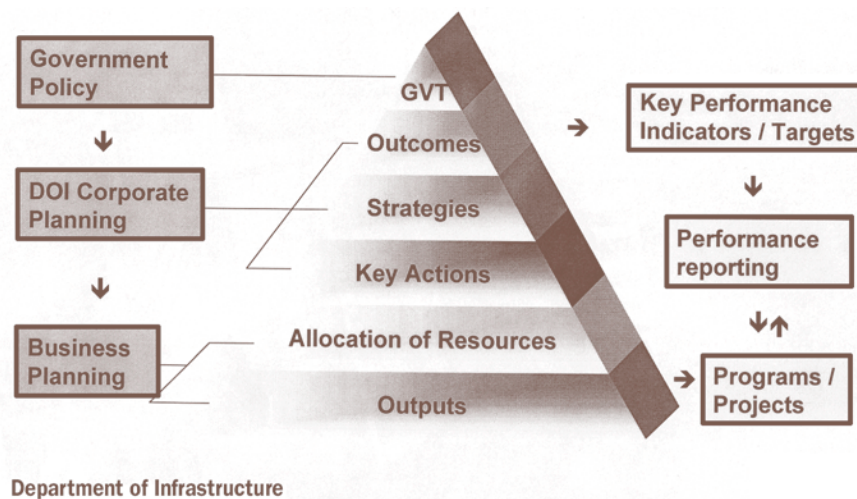 Government
Policy
DOI Corporate
Planning
Business
Planning
GVT
Outcomes
Strategies
Key Actions
Allocation of Resources
Outputs
Key Performance
Indicators / Targets
Performance
reporting
Programs /
Projects
Department of Infrastructure